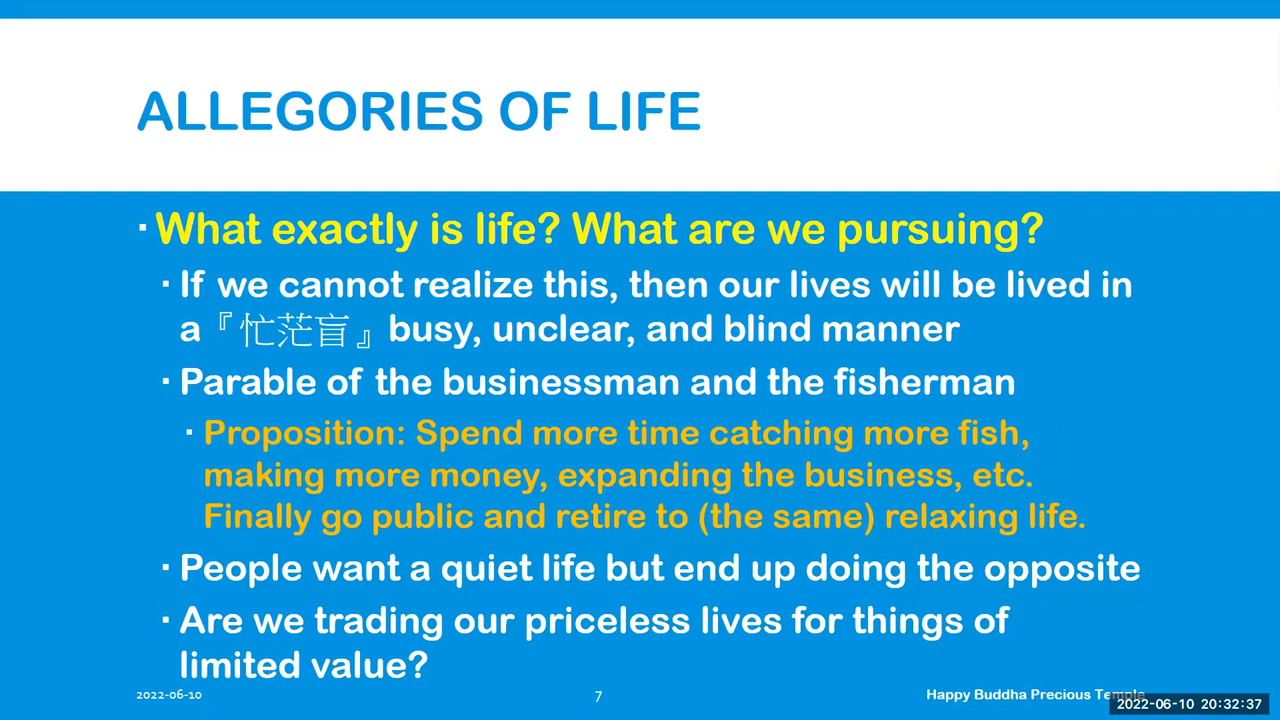 ALLEGORIES OF LIFE
▪ What exactly is life? What are we pursuing?
▪ If we cannot realize this, then our lives will be lived in
a『忙茫盲』busy, unclear, and blind manner
▪ Parable of the businessman and the fisherman
▪ Proposition: Spend more time catching more fish,
making more money, expanding the business, etc.
Finally go public and retire to (the same) relaxing life.
▪ People want a quiet life but end up doing the opposite
▪ Are we trading our priceless lives for things of
limited value?
2022-06-10
7
Happy Buddha Precious Temple
2022-06-10 20:32:37